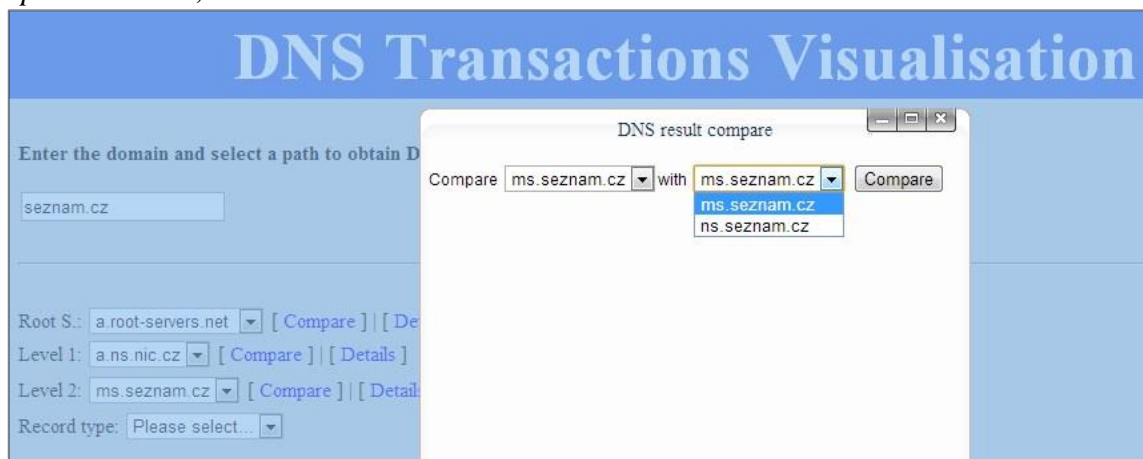 DNS Transactions Visualisation
DNS result compare
Enter the domain and select a path to obtain D
Compare ms.seznam.cz with ms.seznam.cz Compare
ms.seznam.cz
ns.seznam.cz
seznam.cz
Root S.: a.root-servers.net [ Compare ] | [ De
Level 1: a.ns.nic.cz [ Compare ] | [ Details ]
Level 2: ms.seznam.cz [ Compare ] | [ Detail
Record type: Please select...